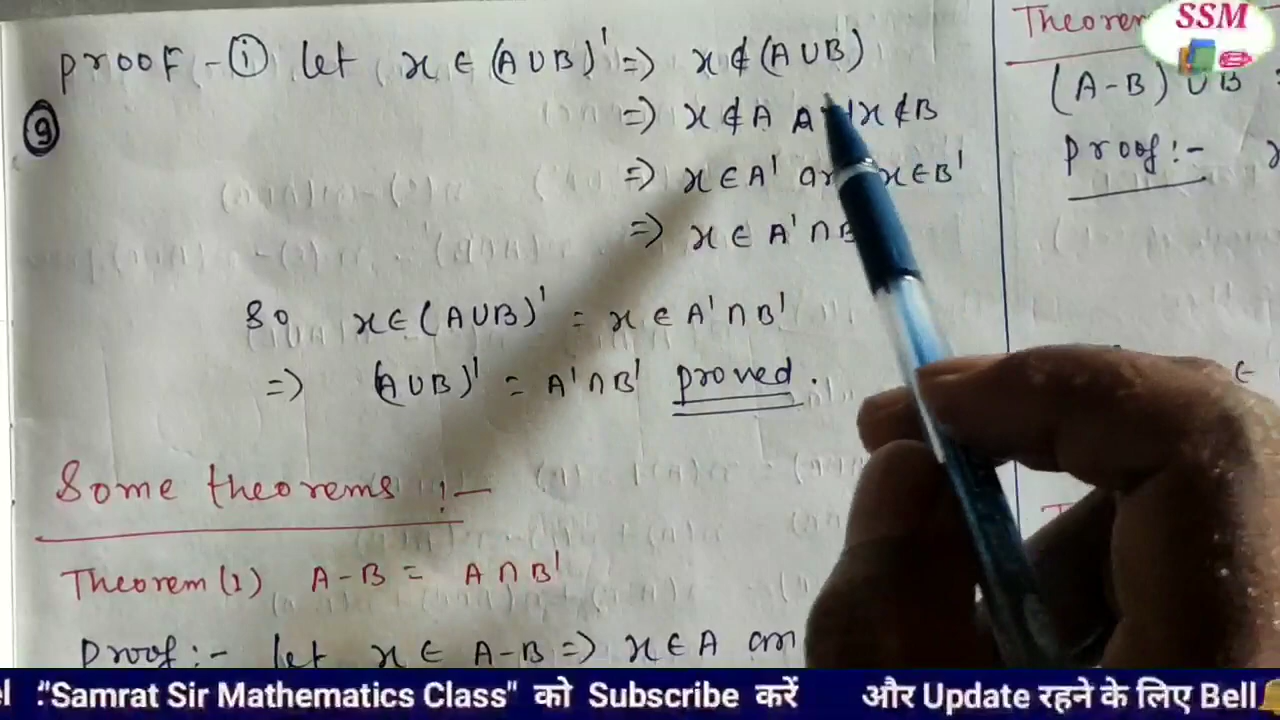 proof - (i) let x ∈ (A ∪ B)' => x ∉ (A ∪ B)
(9)
=> x ∉ A x ∉ B
=> x ∈ A' x ∈ B'
=> x ∈ A' ∩
So x ∈ (A ∪ B)' = x ∈ A' ∩ B'
=> (A ∪ B)' = A' ∩ B' proved.
Some theorems :-
Theorem (1) A - B = A ∩ B'
Proof :- let x ∈ A - B => x ∈ A
Theorem
(A - B) ∪ B
Proof :-
SSM
"Samrat Sir Mathematics Class" को Subscribe करें और Update रहने के लिए Bell